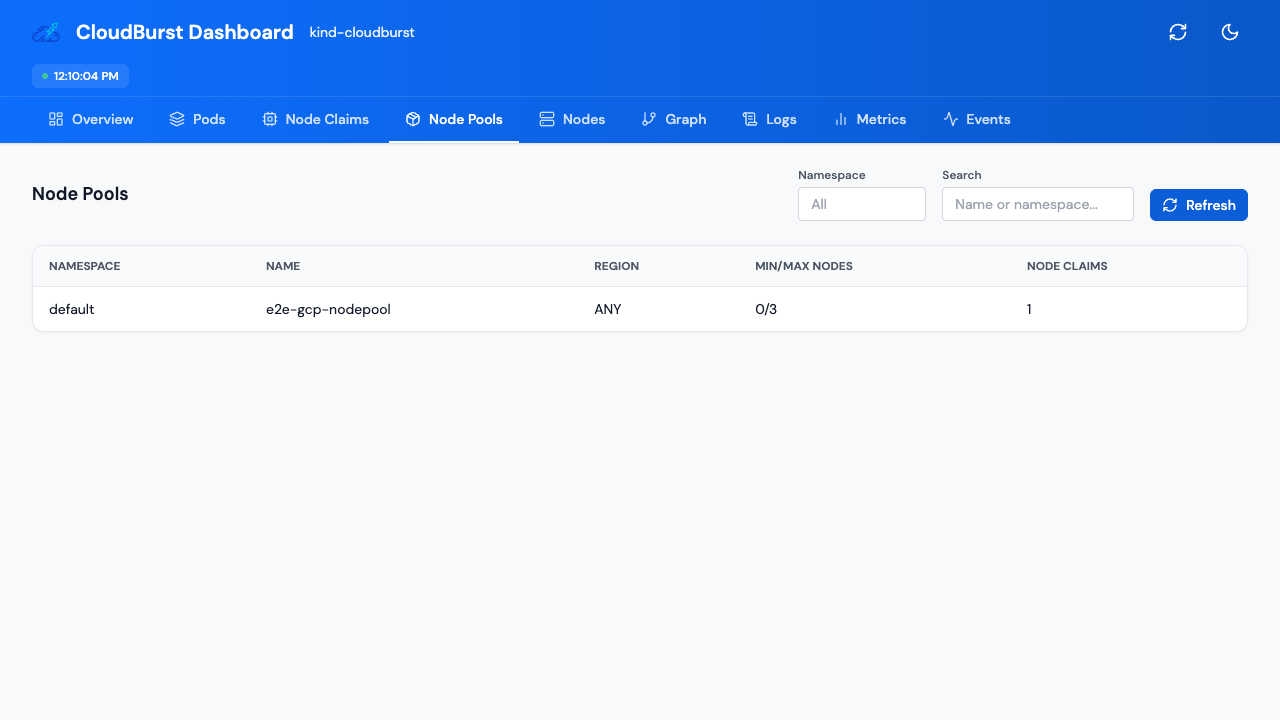 CloudBurst Dashboard kind-cloudburst
12:10:04 PM
Overview Pods Node Claims Node Pools Nodes Graph Logs Metrics Events
Node Pools
Namespace Search
All Name or namespace... Refresh
NAMESPACE NAME REGION MIN/MAX NODES NODE CLAIMS
default e2e-gcp-nodepool ANY 0/3 1